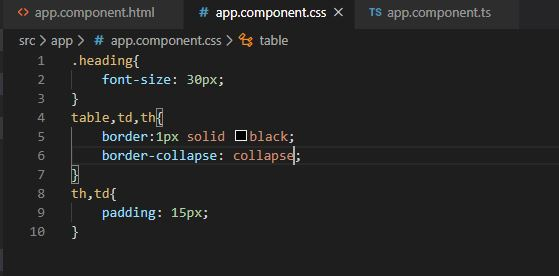 app.component.html # app.component.css × TS app.component.ts
src > app > # app.component.css > table
1 .heading{
2 font-size: 30px;
3 }
4 table,td,th{
5 border:1px solid black;
6 border-collapse: collapse;
7 }
8 th,td{
9 padding: 15px;
10 }